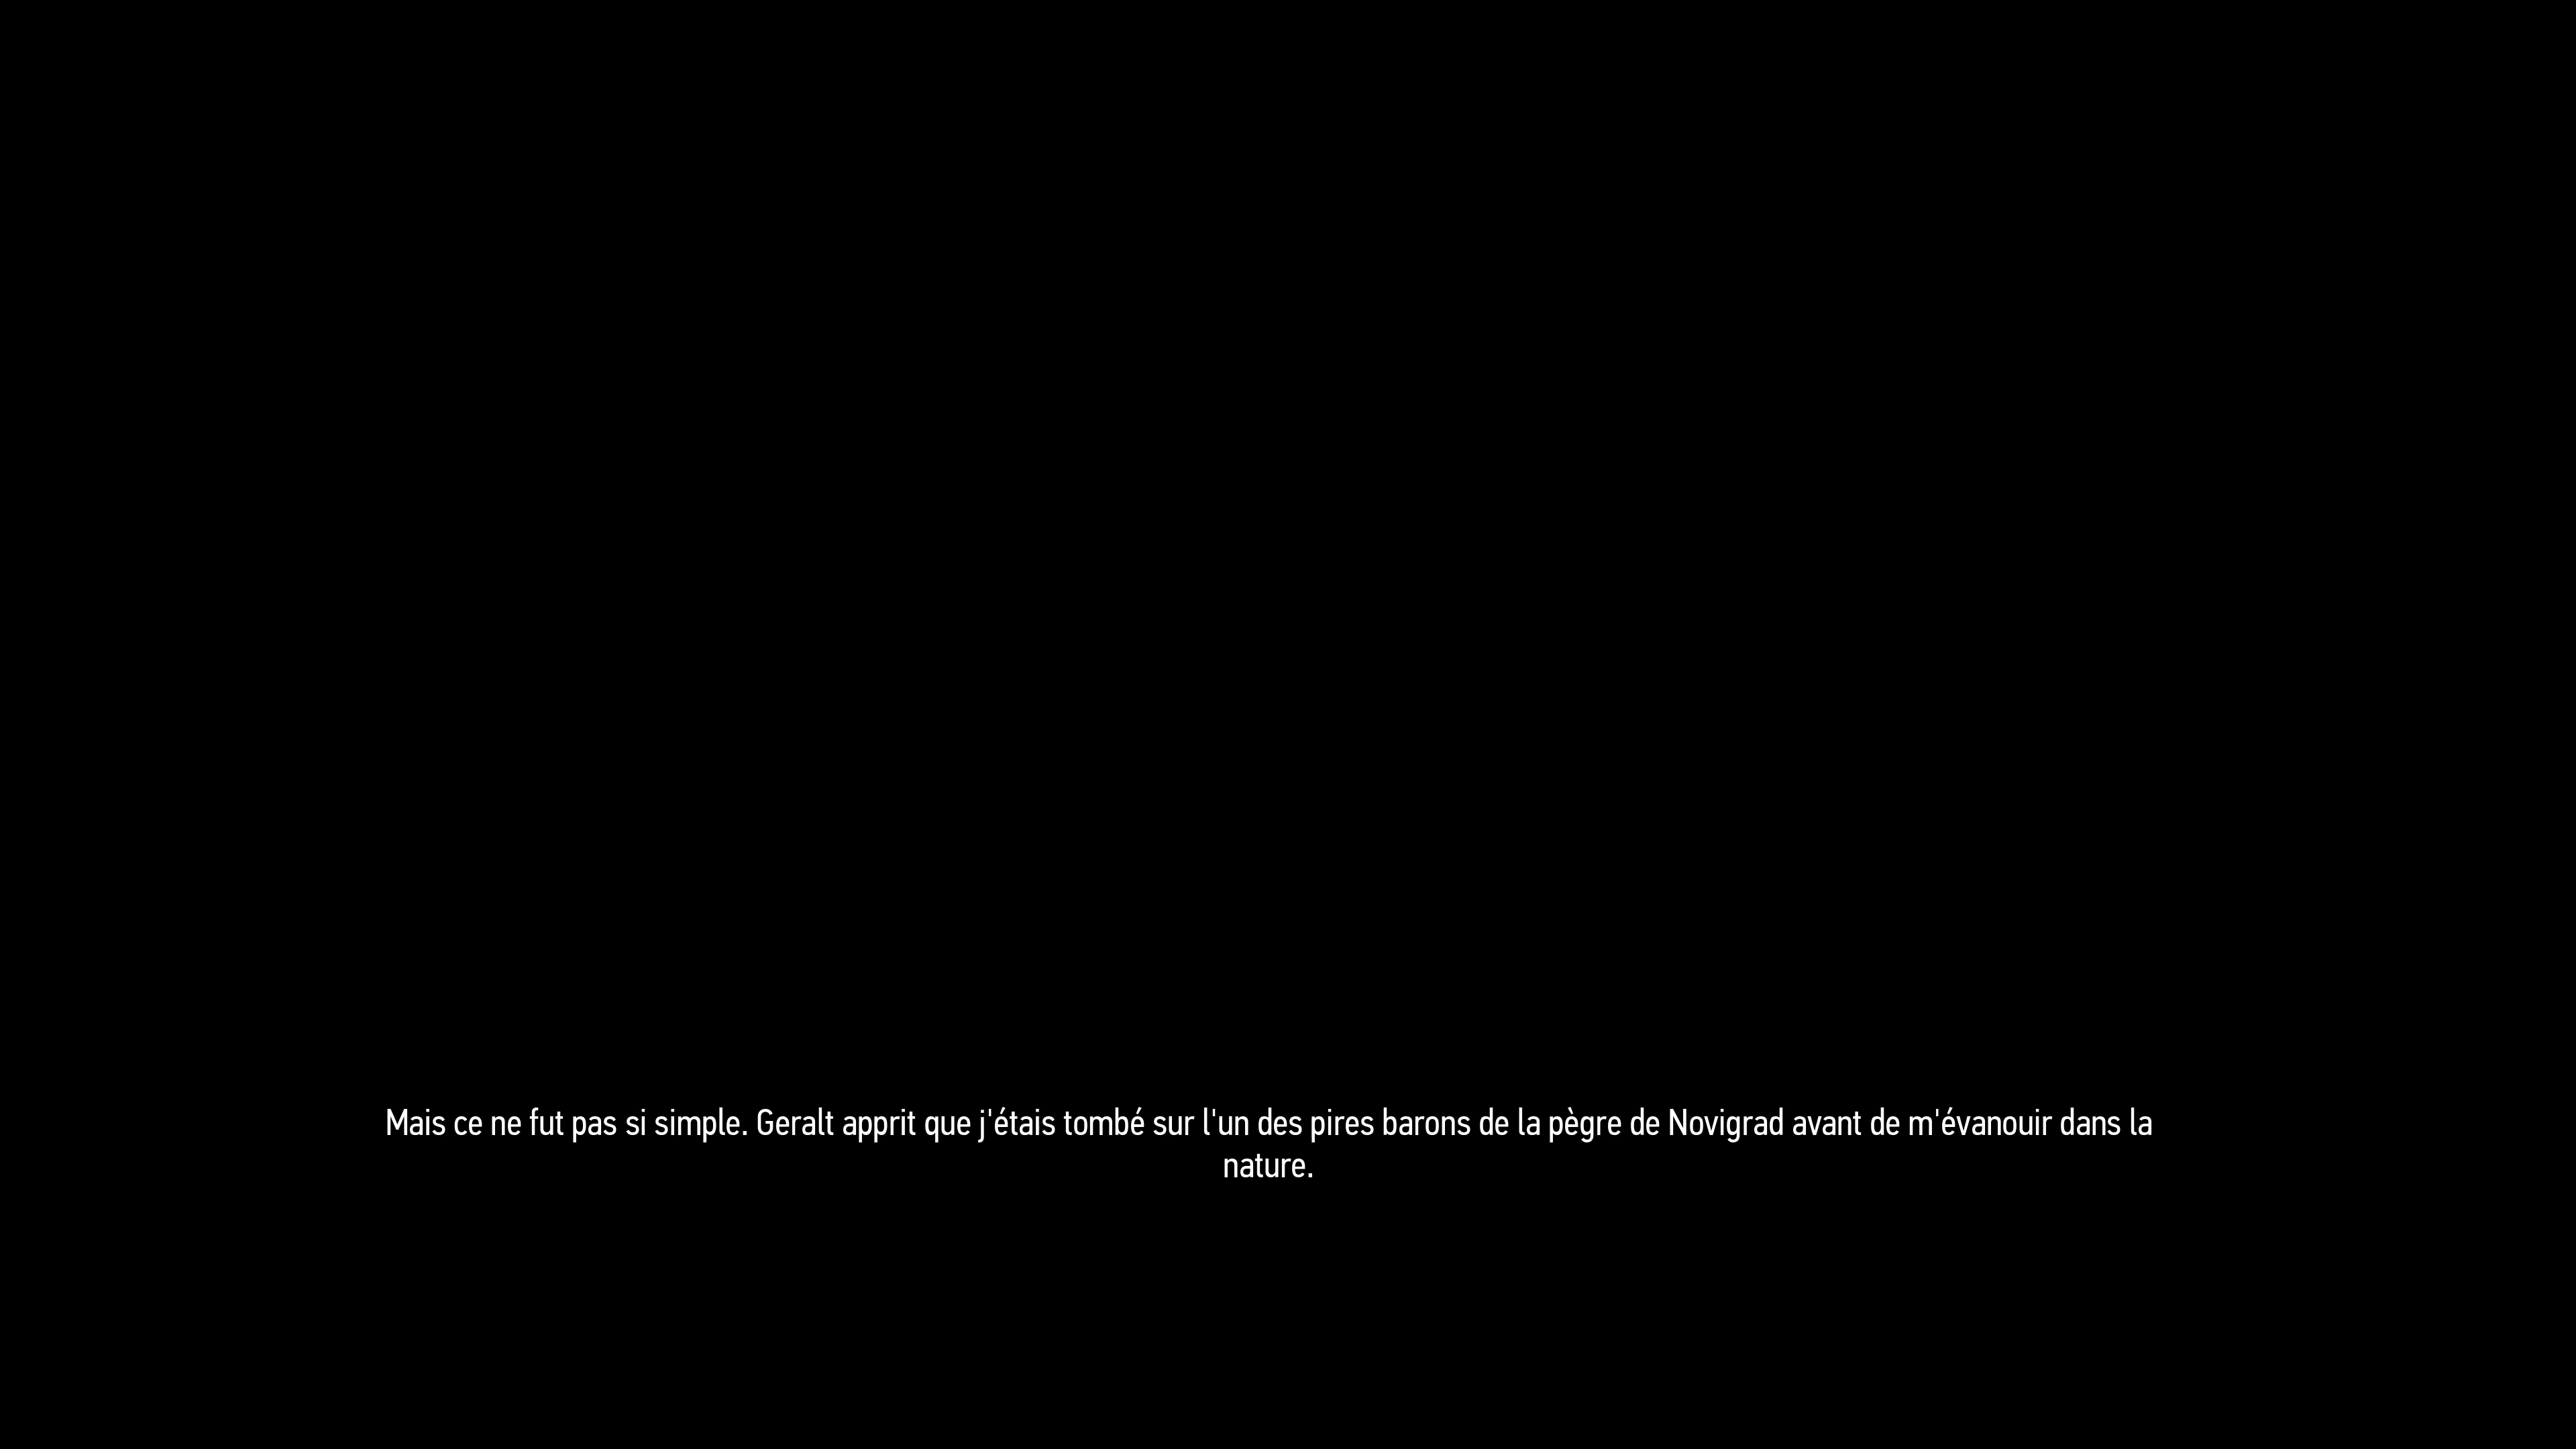 Mais ce ne fut pas si simple. Geralt apprit que j'étais tombé sur l'un des pires barons de la pègre de Novigrad avant de m'évanouir dans la
nature.